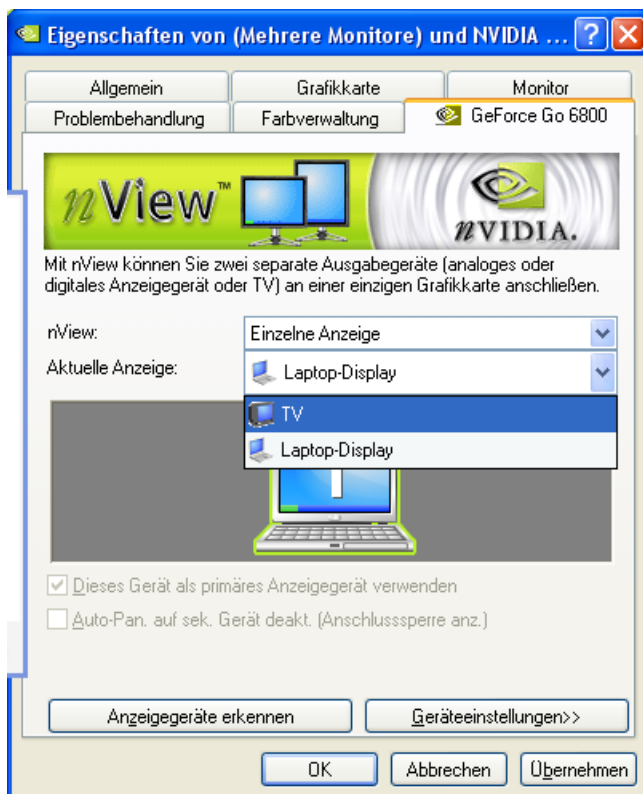 Eigenschaften von (Mehrere Monitore) und NVIDIA ...
Allgemein
Grafikkarte
Monitor
Problembehandlung
Farbverwaltung
GeForce Go 6800
nView™
nVIDIA.
Mit nView können Sie zwei separate Ausgabegeräte (analoges oder
digitales Anzeigegerät oder TV) an einer einzigen Grafikkarte anschließen.
nView:
Einzelne Anzeige
Aktuelle Anzeige:
Laptop-Display
TV
Laptop-Display
Dieses Gerät als primäres Anzeigegerät verwenden
Auto-Pan. auf sek. Gerät deakt. (Anschlusssperre anz.)
Anzeigegeräte erkennen
Geräteeinstellungen>>
OK
Abbrechen
Übernehmen